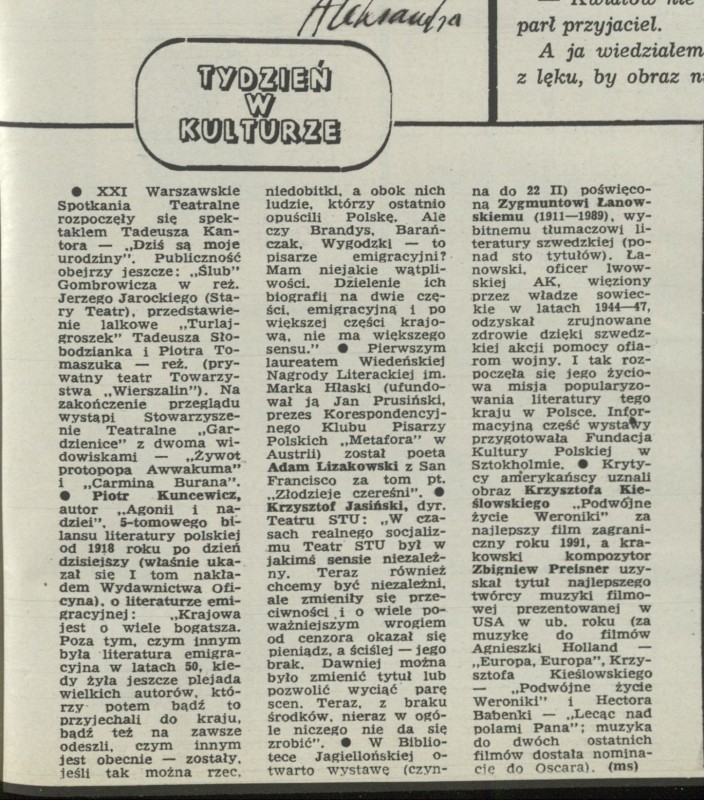 Aleksandra
— Kwiatów nie
parł przyjaciel.
A ja wiedziałem
z lęku, by obraz
TYDZIEŃ
W
KULTURZE
● XXI Warszawskie
Spotkania Teatralne
rozpoczęły się spek-
taklem Tadeusza Kan-
tora — „Dziś są moje
urodziny”. Publiczność
obejrzy jeszcze: „Ślub”
Gombrowicza w reż.
Jerzego Jarockiego (Sta-
ry Teatr), przedstawie-
nie lalkowe „Turlaj-
groszek” Tadeusza Sło-
bodzianka i Piotra To-
maszuka — reż. (pry-
watny teatr Towarzy-
stwa „Wierszalin”). Na
zakończenie przeglądu
wystąpi Stowarzysze-
nie Teatralne „Gar-
dzienice” z dwoma wi-
dowiskami — „Żywot
protopopa Awwakuma”
i „Carmina Burana”.
● Piotr Kuncewicz,
autor „Agonii i na-
dziei”, 5-tomowego bi-
lansu literatury polskiej
od 1918 roku po dzień
dzisiejszy (właśnie uka-
zał się I tom nakła-
dem Wydawnictwa Ofi-
cyna), o literaturze emi-
gracyjnej: „Krajowa
jest o wiele bogatsza.
Poza tym, czym innym
była literatura emigra-
cyjna w latach 50, kie-
dy żyła jeszcze plejada
wielkich autorów, któ-
rzy potem bądź to
przyjechali do kraju,
bądź też na zawsze
odeszli, czym innym
jest obecnie — zostały,
jeśli tak można rzec,
niedobitki, a obok nich
ludzie, którzy ostatnio
opuścili Polskę. Ale
czy Brandys, Barań-
czak, Wygodzki — to
pisarze emigracyjni?
Mam niejakie wątpli-
wości. Dzielenie ich
biografii na dwie czę-
ści, emigracyjną i po
większej części krajo-
wą, nie ma większego
sensu.” ● Pierwszym
laureatem Wiedeńskiej
Nagrody Literackiej im.
Marka Hłaski (ufundo-
wał ją Jan Prusiński,
prezes Korespondencyj-
nego Klubu Pisarzy
Polskich „Metafora” w
Austrii) został poeta
Adam Lizakowski z San
Francisco za tom pt.
„Złodzieje czereśni”. ●
Krzysztof Jasiński, dyr.
Teatru STU: „W cza-
sach realnego socjaliz-
mu Teatr STU był w
jakimś sensie niezależ-
ny. Teraz również
chcemy być niezależni,
ale zmieniły się prze-
ciwności i o wiele po-
ważniejszym wrogiem
od cenzora okazał się
pieniądz, a ściślej — jego
brak. Dawniej można
było zmienić tytuł lub
pozwolić wyciąć parę
scen. Teraz, z braku
środków, nieraz w ogó-
le niczego nie da się
zrobić”. ● W Biblio-
tece Jagiellońskiej o-
twarto wystawę (czyn-
na do 22 II) poświęco-
ną Zygmuntowi Łanow-
skiemu (1911—1989), wy-
bitnemu tłumaczowi li-
teratury szwedzkiej (po-
nad sto tytułów). Ła-
nowski, oficer lwow-
skiej AK, więziony
przez władze sowiec-
kie w latach 1944—47,
odzyskał zrujnowane
zdrowie dzięki szwedz-
kiej akcji pomocy ofia-
rom wojny. I tak roz-
poczęła się jego życio-
wa misja popularyzo-
wania literatury tego
kraju w Polsce. Infor-
macyjną część wystawy
przygotowała Fundacja
Kultury Polskiej w
Sztokholmie. ● Kryty-
cy amerykańscy uznali
obraz Krzysztofa Kie-
ślowskiego „Podwójne
życie Weroniki” za
najlepszy film zagrani-
czny roku 1991, a kra-
kowski kompozytor
Zbigniew Preisner uzy-
skał tytuł najlepszego
twórcy muzyki filmo-
wej prezentowanej w
USA w ub. roku (za
muzykę do filmów
Agnieszki Holland —
„Europa, Europa”, Krzy-
sztofa Kieślowskiego
— „Podwójne życie
Weroniki” i Hectora
Babenki — „Lecąc nad
polami Pana”; muzyka
do dwóch ostatnich
filmów dostała nomina-
cję do Oscara). (ms)